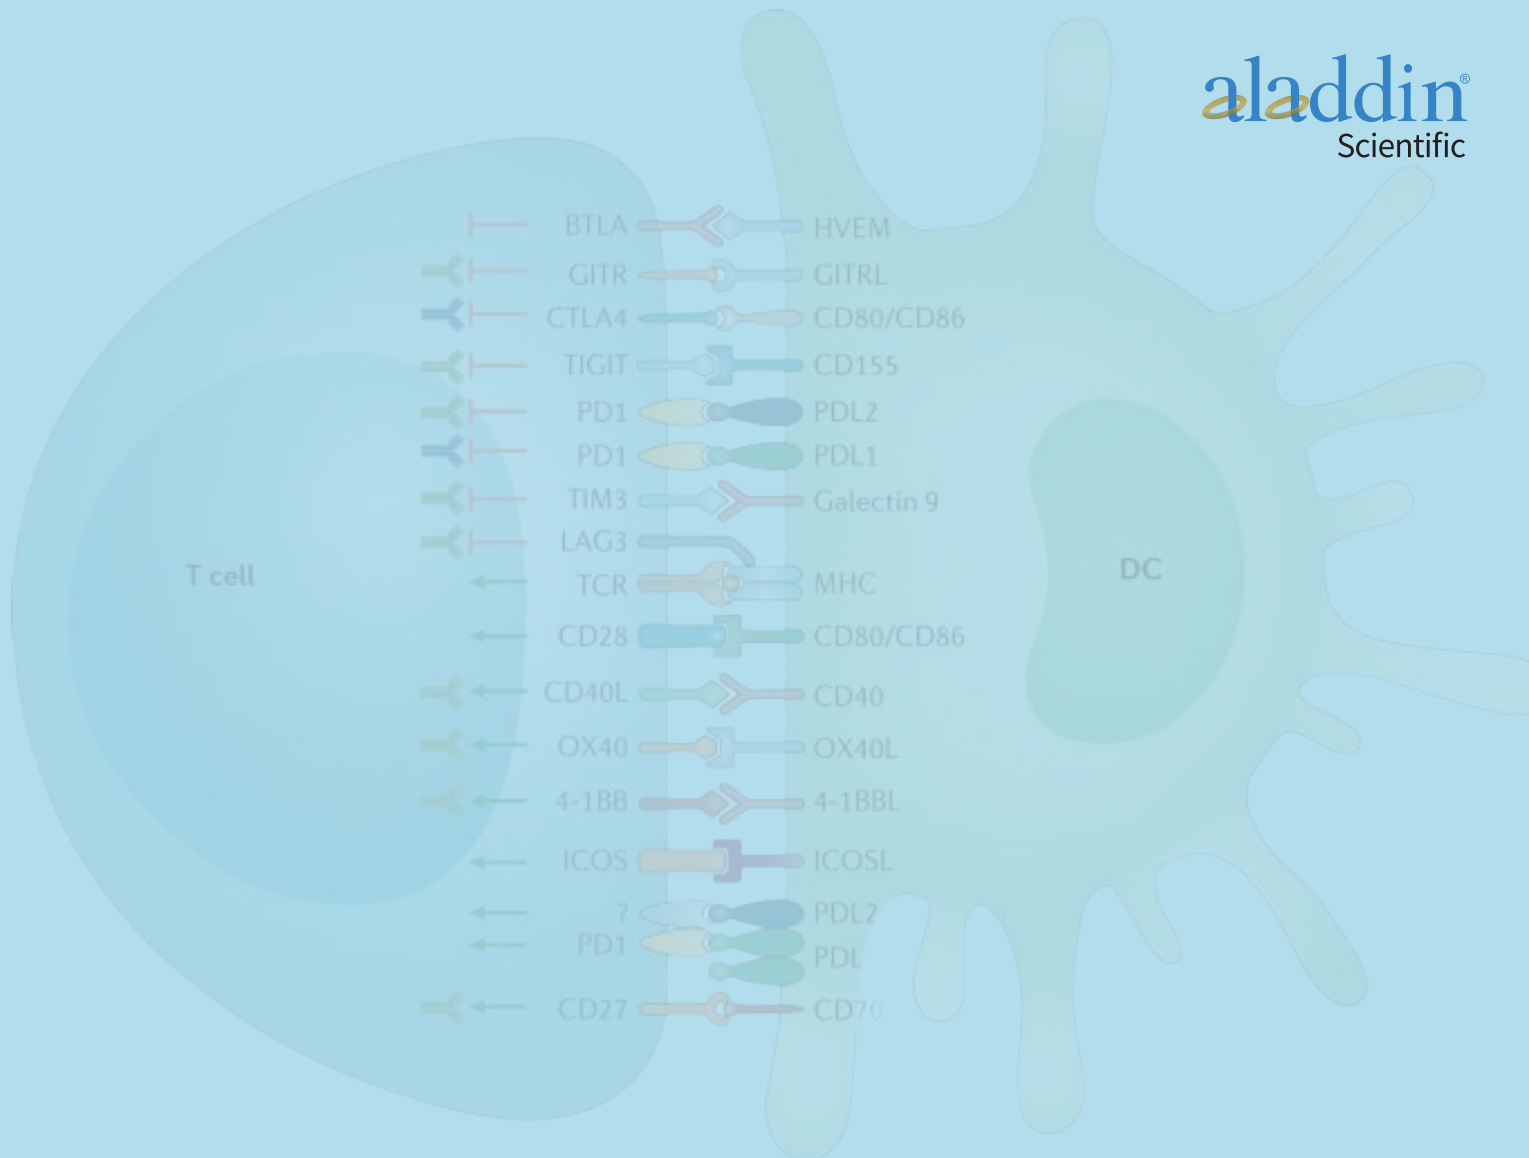 aladdin®
Scientific
BTLA HVEM
GITR GITRL
CTLA4 CD80/CD86
TIGIT CD155
PD1 PDL2
PD1 PDL1
TIM3 Galectin 9
LAG3
T cell
DC
TCR MHC
CD28 CD80/CD86
CD40L CD40
OX40 OX40L
4-1BB 4-1BBL
ICOS ICOSL
? PDL2
PD1 PDL
CD27 CD70